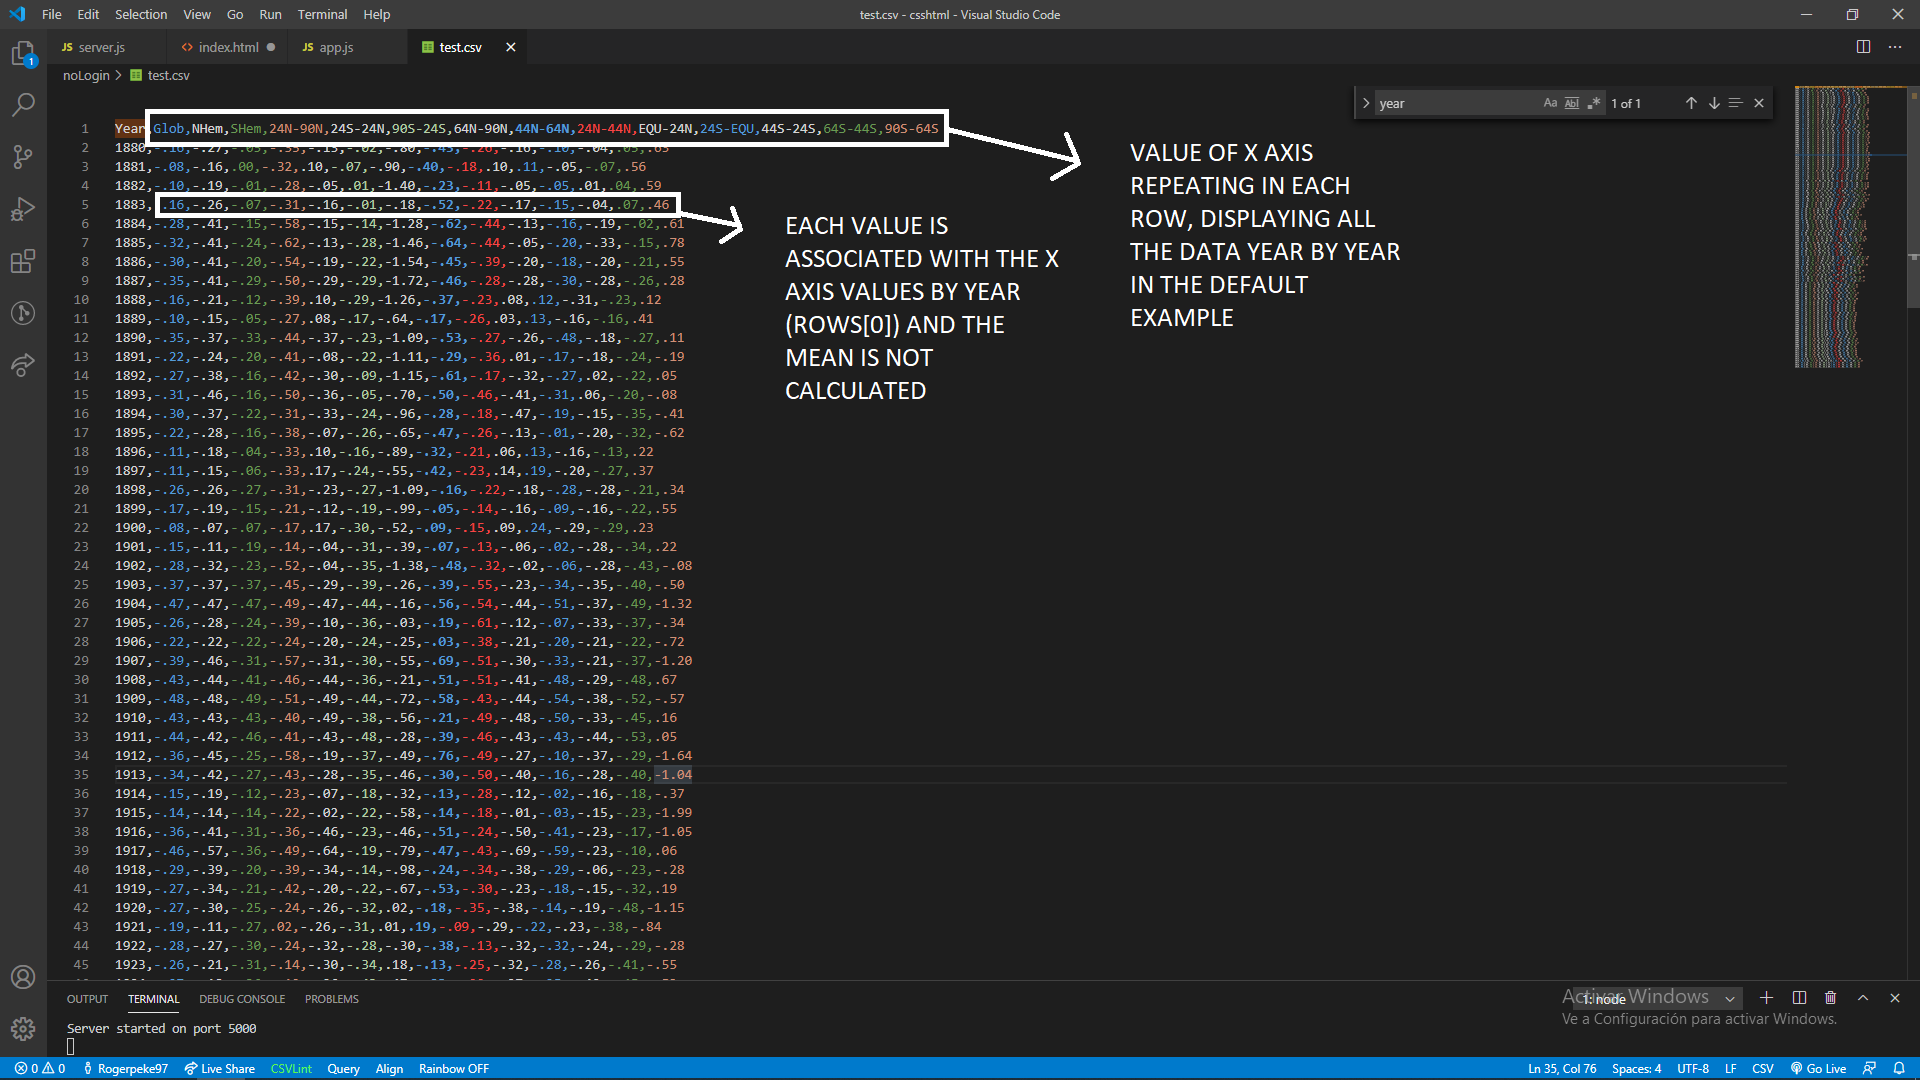 File Edit Selection View Go Run Terminal Help
test.csv - csshtml - Visual Studio Code
JS server.js
<> index.html
JS app.js
test.csv
noLogin > test.csv
year
Aa Abl .*
1 of 1
1 Year,Glob,NHem,SHem,24N-90N,24S-24N,90S-24S,64N-90N,44N-64N,24N-44N,EQU-24N,24S-EQU,44S-24S,64S-44S,90S-64S
3 1881,-.08,-.16,.00,-.32,.10,-.07,-.90,-.40,-.18,.10,.11,-.05,-.07,.56
4 1882,-.10,-.19,-.01,-.28,-.05,.01,-1.40,-.23,-.11,-.05,-.05,.01,.04,.59
5 1883,-.16,-.26,-.07,-.31,-.16,-.01,-.18,-.52,-.22,-.17,-.15,-.04,.07,.46
6 1884,-.28,-.41,-.15,-.58,-.15,-.14,-1.28,-.62,-.44,-.13,-.16,-.19,-.02,.61
7 1885,-.32,-.41,-.24,-.62,-.13,-.28,-1.46,-.64,-.44,-.05,-.20,-.33,-.15,.78
8 1886,-.30,-.41,-.20,-.54,-.19,-.22,-1.54,-.45,-.39,-.20,-.18,-.20,-.21,.55
9 1887,-.35,-.41,-.29,-.50,-.29,-.29,-1.72,-.46,-.28,-.28,-.30,-.28,-.26,.28
10 1888,-.16,-.21,-.12,-.39,.10,-.29,-1.26,-.37,-.23,.08,.12,-.31,-.23,.12
11 1889,-.10,-.15,-.05,-.27,.08,-.17,-.64,-.17,-.26,.03,.13,-.16,-.16,.41
12 1890,-.35,-.37,-.33,-.44,-.37,-.23,-1.09,-.53,-.27,-.26,-.48,-.18,-.27,.11
13 1891,-.22,-.24,-.20,-.41,-.08,-.22,-1.11,-.29,-.36,.01,-.17,-.18,-.24,-.19
14 1892,-.27,-.38,-.16,-.42,-.30,-.09,-1.15,-.61,-.17,-.32,-.27,.02,-.22,.05
15 1893,-.31,-.46,-.16,-.50,-.36,-.05,-.70,-.50,-.46,-.41,-.31,.06,-.20,-.08
16 1894,-.30,-.37,-.22,-.31,-.33,-.24,-.96,-.28,-.18,-.47,-.19,-.15,-.35,-.41
17 1895,-.22,-.28,-.16,-.38,-.07,-.26,-.65,-.47,-.26,-.13,-.01,-.20,-.32,-.62
18 1896,-.11,-.18,-.04,-.33,.10,-.16,-.89,-.32,-.21,.06,.13,-.16,-.13,.22
19 1897,-.11,-.15,-.06,-.33,.17,-.24,-.55,-.42,-.23,.14,.19,-.20,-.27,.37
20 1898,-.26,-.26,-.27,-.31,-.23,-.27,-1.09,-.16,-.22,-.18,-.28,-.28,-.21,.34
21 1899,-.17,-.19,-.15,-.21,-.12,-.19,-.99,-.05,-.14,-.16,-.09,-.16,-.22,.55
22 1900,-.08,-.07,-.07,-.17,.17,-.30,-.52,-.09,-.15,.09,.24,-.29,-.29,.23
23 1901,-.15,-.11,-.19,-.14,-.04,-.31,-.39,-.07,-.13,-.06,-.02,-.28,-.34,.22
24 1902,-.28,-.32,-.23,-.52,-.04,-.35,-1.38,-.48,-.32,-.02,-.06,-.28,-.43,-.08
25 1903,-.37,-.37,-.37,-.45,-.29,-.39,-.26,-.39,-.55,-.23,-.34,-.35,-.40,-.50
26 1904,-.47,-.47,-.47,-.49,-.47,-.44,-.16,-.56,-.54,-.44,-.51,-.37,-.49,-1.32
27 1905,-.26,-.28,-.24,-.39,-.10,-.36,-.03,-.19,-.61,-.12,-.07,-.33,-.37,-.34
28 1906,-.22,-.22,-.22,-.24,-.20,-.24,-.25,-.03,-.38,-.21,-.20,-.21,-.22,-.72
29 1907,-.39,-.46,-.31,-.57,-.31,-.30,-.55,-.69,-.51,-.30,-.33,-.21,-.37,-1.20
30 1908,-.43,-.44,-.41,-.46,-.44,-.36,-.21,-.51,-.51,-.41,-.48,-.29,-.48,.67
31 1909,-.48,-.48,-.49,-.51,-.49,-.44,-.72,-.58,-.43,-.44,-.54,-.38,-.52,-.57
32 1910,-.43,-.43,-.43,-.40,-.49,-.38,-.56,-.21,-.49,-.48,-.50,-.33,-.45,.16
33 1911,-.44,-.42,-.46,-.41,-.43,-.48,-.28,-.39,-.46,-.43,-.43,-.44,-.53,.05
34 1912,-.36,-.45,-.25,-.58,-.19,-.37,-.49,-.76,-.49,-.27,-.10,-.37,-.29,-1.64
35 1913,-.34,-.42,-.27,-.43,-.28,-.35,-.46,-.30,-.50,-.40,-.16,-.28,-.40,-1.04
36 1914,-.15,-.19,-.12,-.23,-.07,-.18,-.32,-.13,-.28,-.12,-.02,-.16,-.18,-.37
37 1915,-.14,-.14,-.14,-.22,-.02,-.22,-.58,-.14,-.18,-.01,-.03,-.15,-.23,-1.99
38 1916,-.36,-.41,-.31,-.36,-.46,-.23,-.46,-.51,-.24,-.50,-.41,-.23,-.17,-1.05
39 1917,-.46,-.57,-.36,-.49,-.64,-.19,-.79,-.47,-.43,-.69,-.59,-.23,-.10,.06
40 1918,-.29,-.39,-.20,-.39,-.34,-.14,-.98,-.24,-.34,-.38,-.29,-.06,-.23,-.28
41 1919,-.27,-.34,-.21,-.42,-.20,-.22,-.67,-.53,-.30,-.23,-.18,-.15,-.32,.19
42 1920,-.27,-.30,-.25,-.24,-.26,-.32,.02,-.18,-.35,-.38,-.14,-.19,-.48,-1.15
43 1921,-.19,-.11,-.27,.02,-.26,-.31,.01,.19,-.09,-.29,-.22,-.23,-.38,-.84
44 1922,-.28,-.27,-.30,-.24,-.32,-.28,-.30,-.38,-.13,-.32,-.32,-.24,-.29,-.28
45 1923,-.26,-.21,-.31,-.14,-.30,-.34,.18,-.13,-.25,-.32,-.28,-.26,-.41,-.55
EACH VALUE IS
ASSOCIATED WITH THE X
AXIS VALUES BY YEAR
(ROWS[0]) AND THE
MEAN IS NOT
CALCULATED
VALUE OF X AXIS
REPEATING IN EACH
ROW, DISPLAYING ALL
THE DATA YEAR BY YEAR
IN THE DEFAULT
EXAMPLE
OUTPUT TERMINAL DEBUG CONSOLE PROBLEMS
1: node
Server started on port 5000
Activar Windows
Ve a Configuración para activar Windows.
0 0 Rogerpeke97 Live Share CSVLint Query Align Rainbow OFF
Ln 35, Col 76 Spaces: 4 UTF-8 LF CSV Go Live